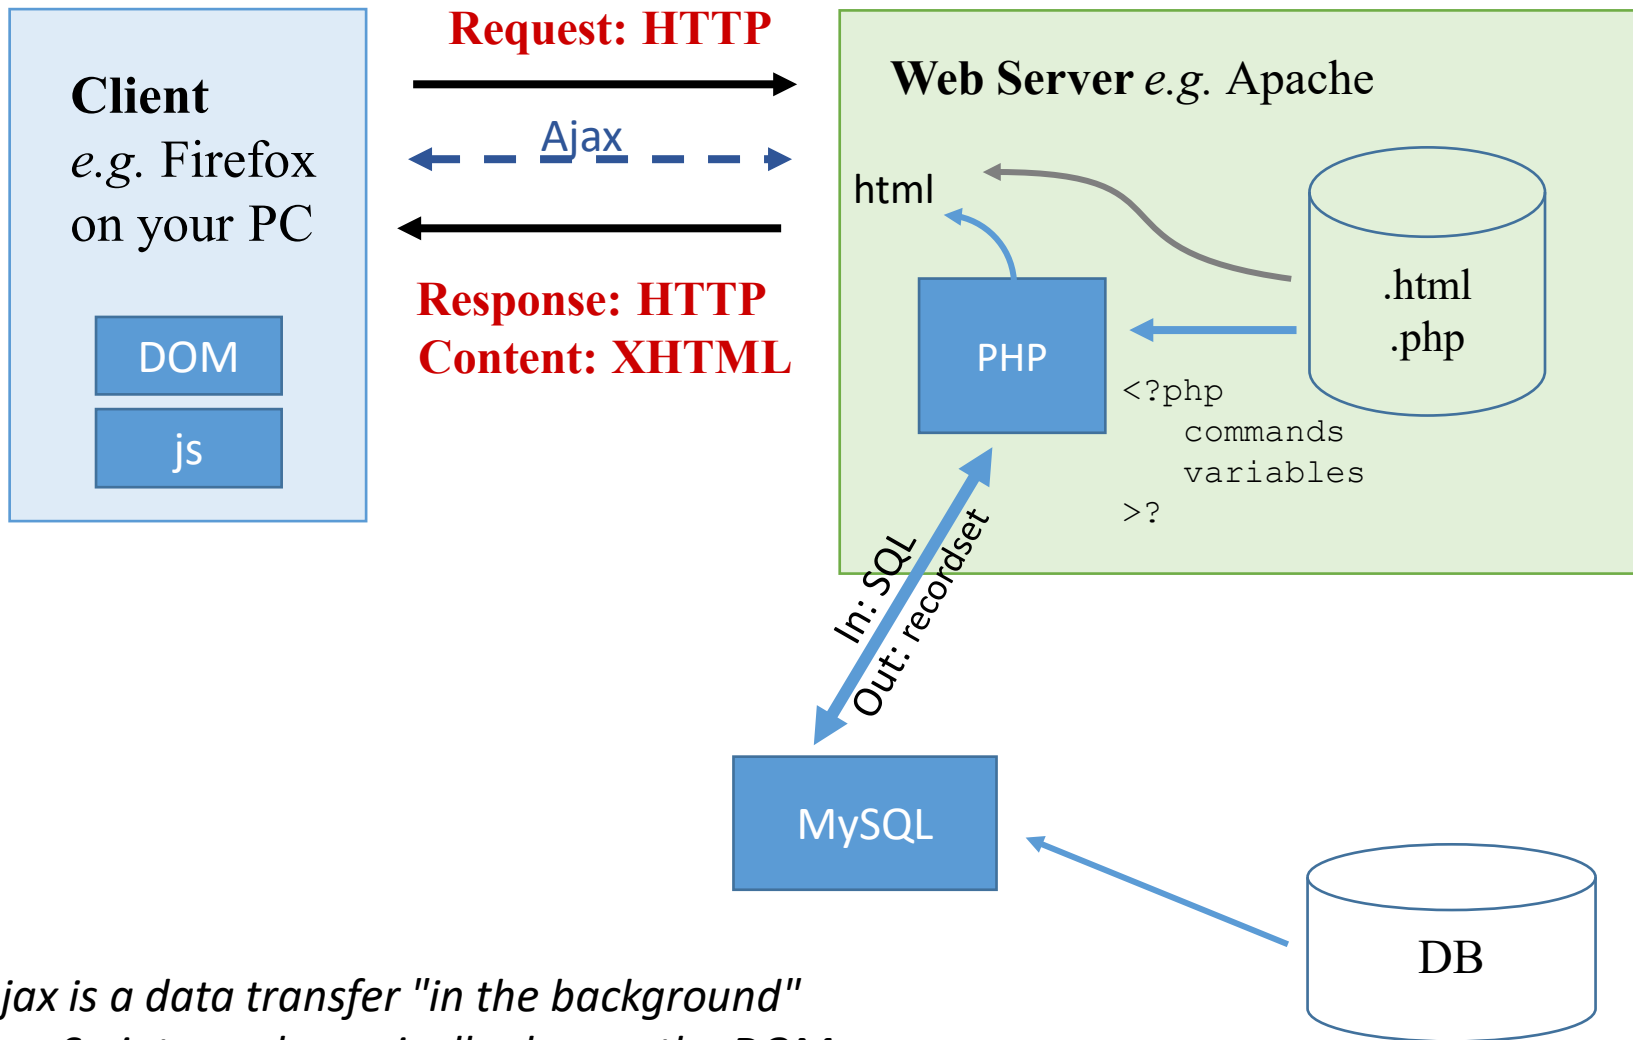 Request: HTTP
Client
e.g. Firefox
on your PC
DOM
js
Ajax
Response: HTTP
Content: XHTML
Web Server e.g. Apache
html
PHP
.html
.php
<?php
commands
variables
>?
In: SQL
Out: recordset
MySQL
DB
jax is a data transfer "in the background"